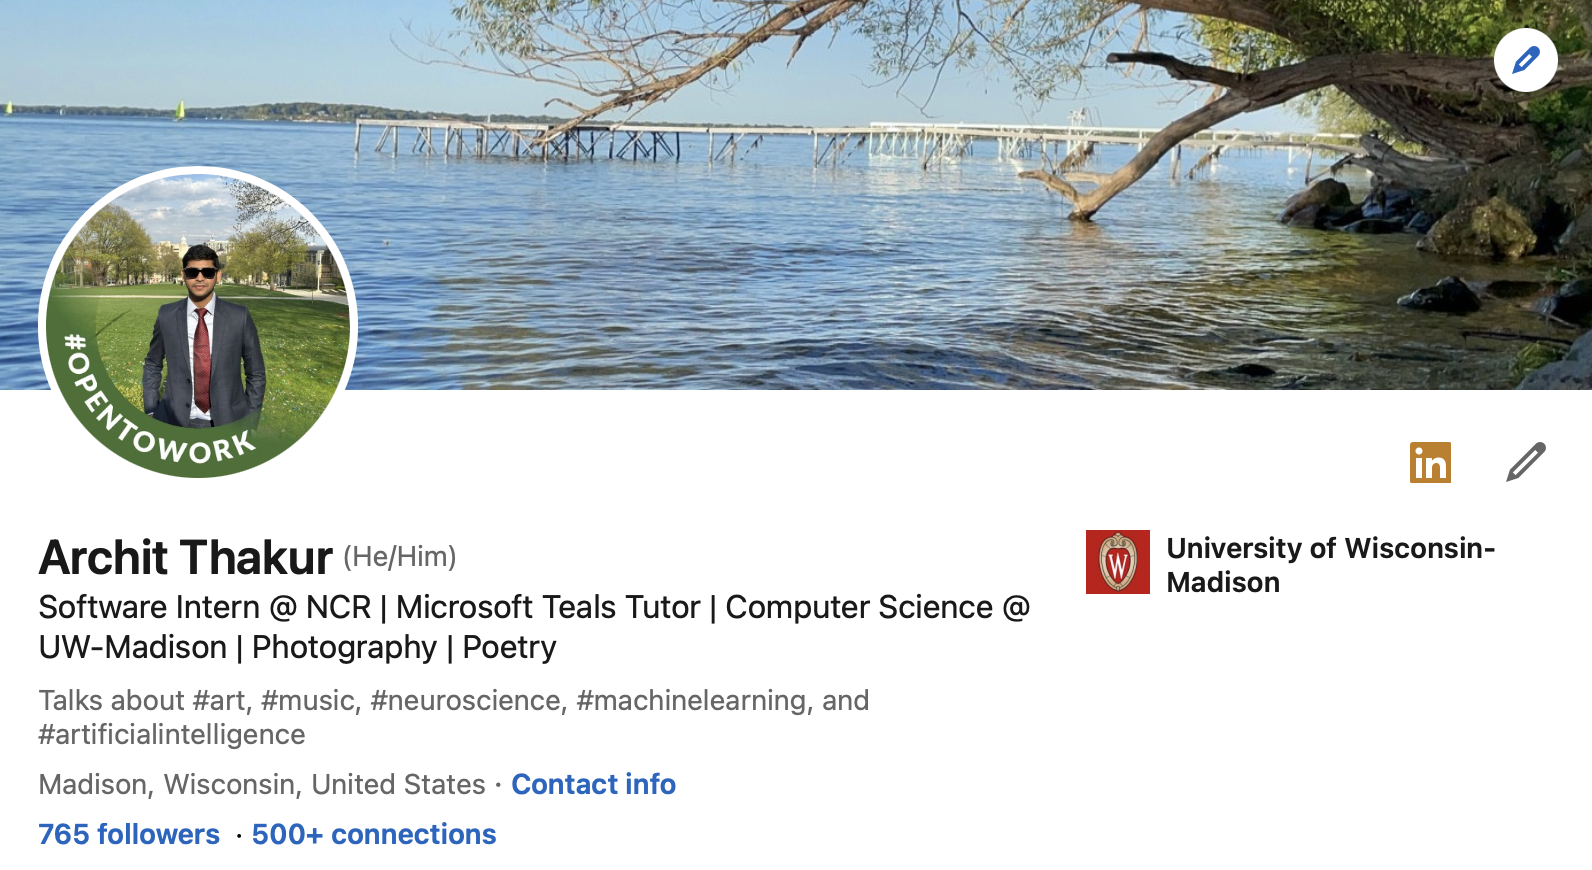 #OPENTOWORK
in
Archit Thakur (He/Him)
Software Intern @ NCR | Microsoft Teals Tutor | Computer Science @
UW-Madison | Photography | Poetry
Talks about #art, #music, #neuroscience, #machinelearning, and
#artificialintelligence
Madison, Wisconsin, United States · Contact info
765 followers · 500+ connections
W
University of Wisconsin-
Madison